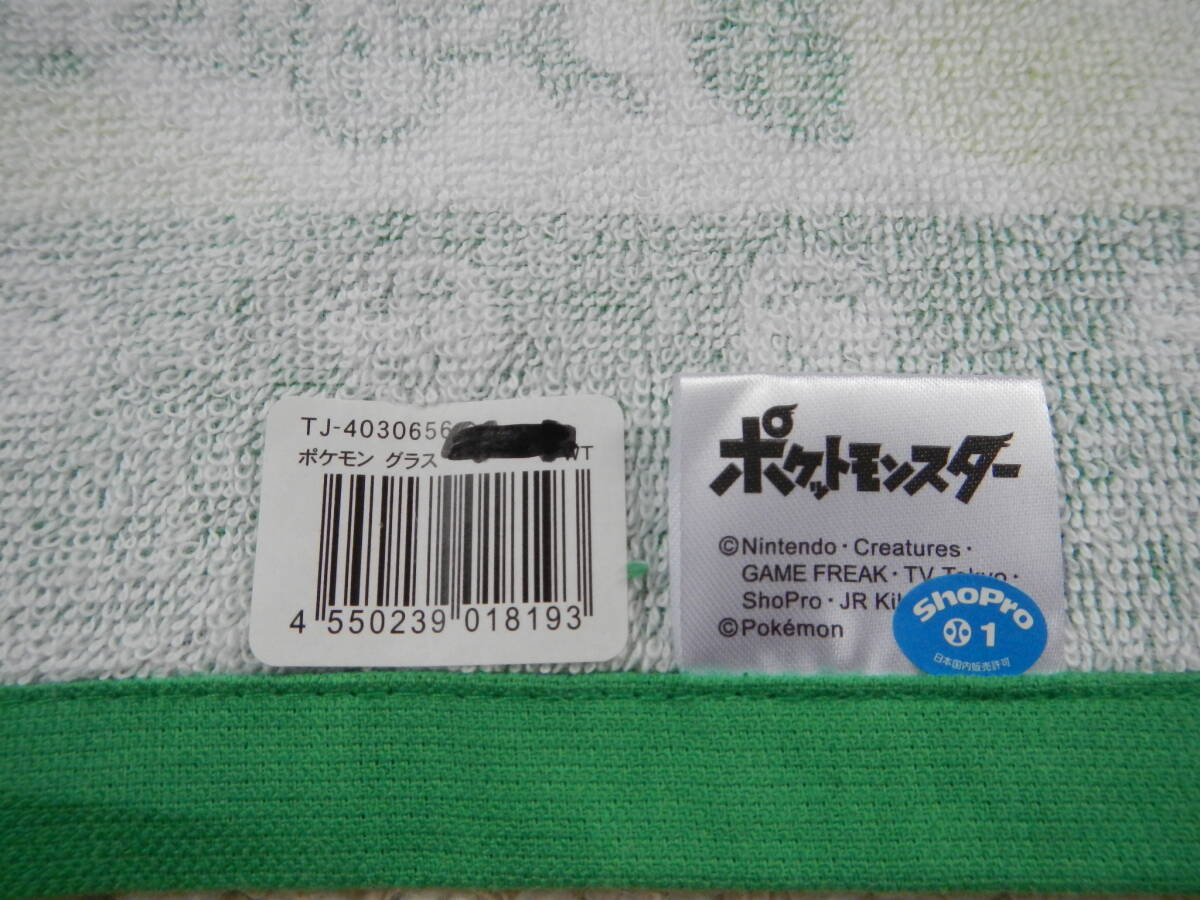 TJ-4030656
ポケモン グラス WT
4 550239 018193
ポケットモンスター
©Nintendo・Creatures・
GAME FREAK・TV Tokyo・
ShoPro・JR
©Pokémon
ShoPro
1
日本国内販売許可